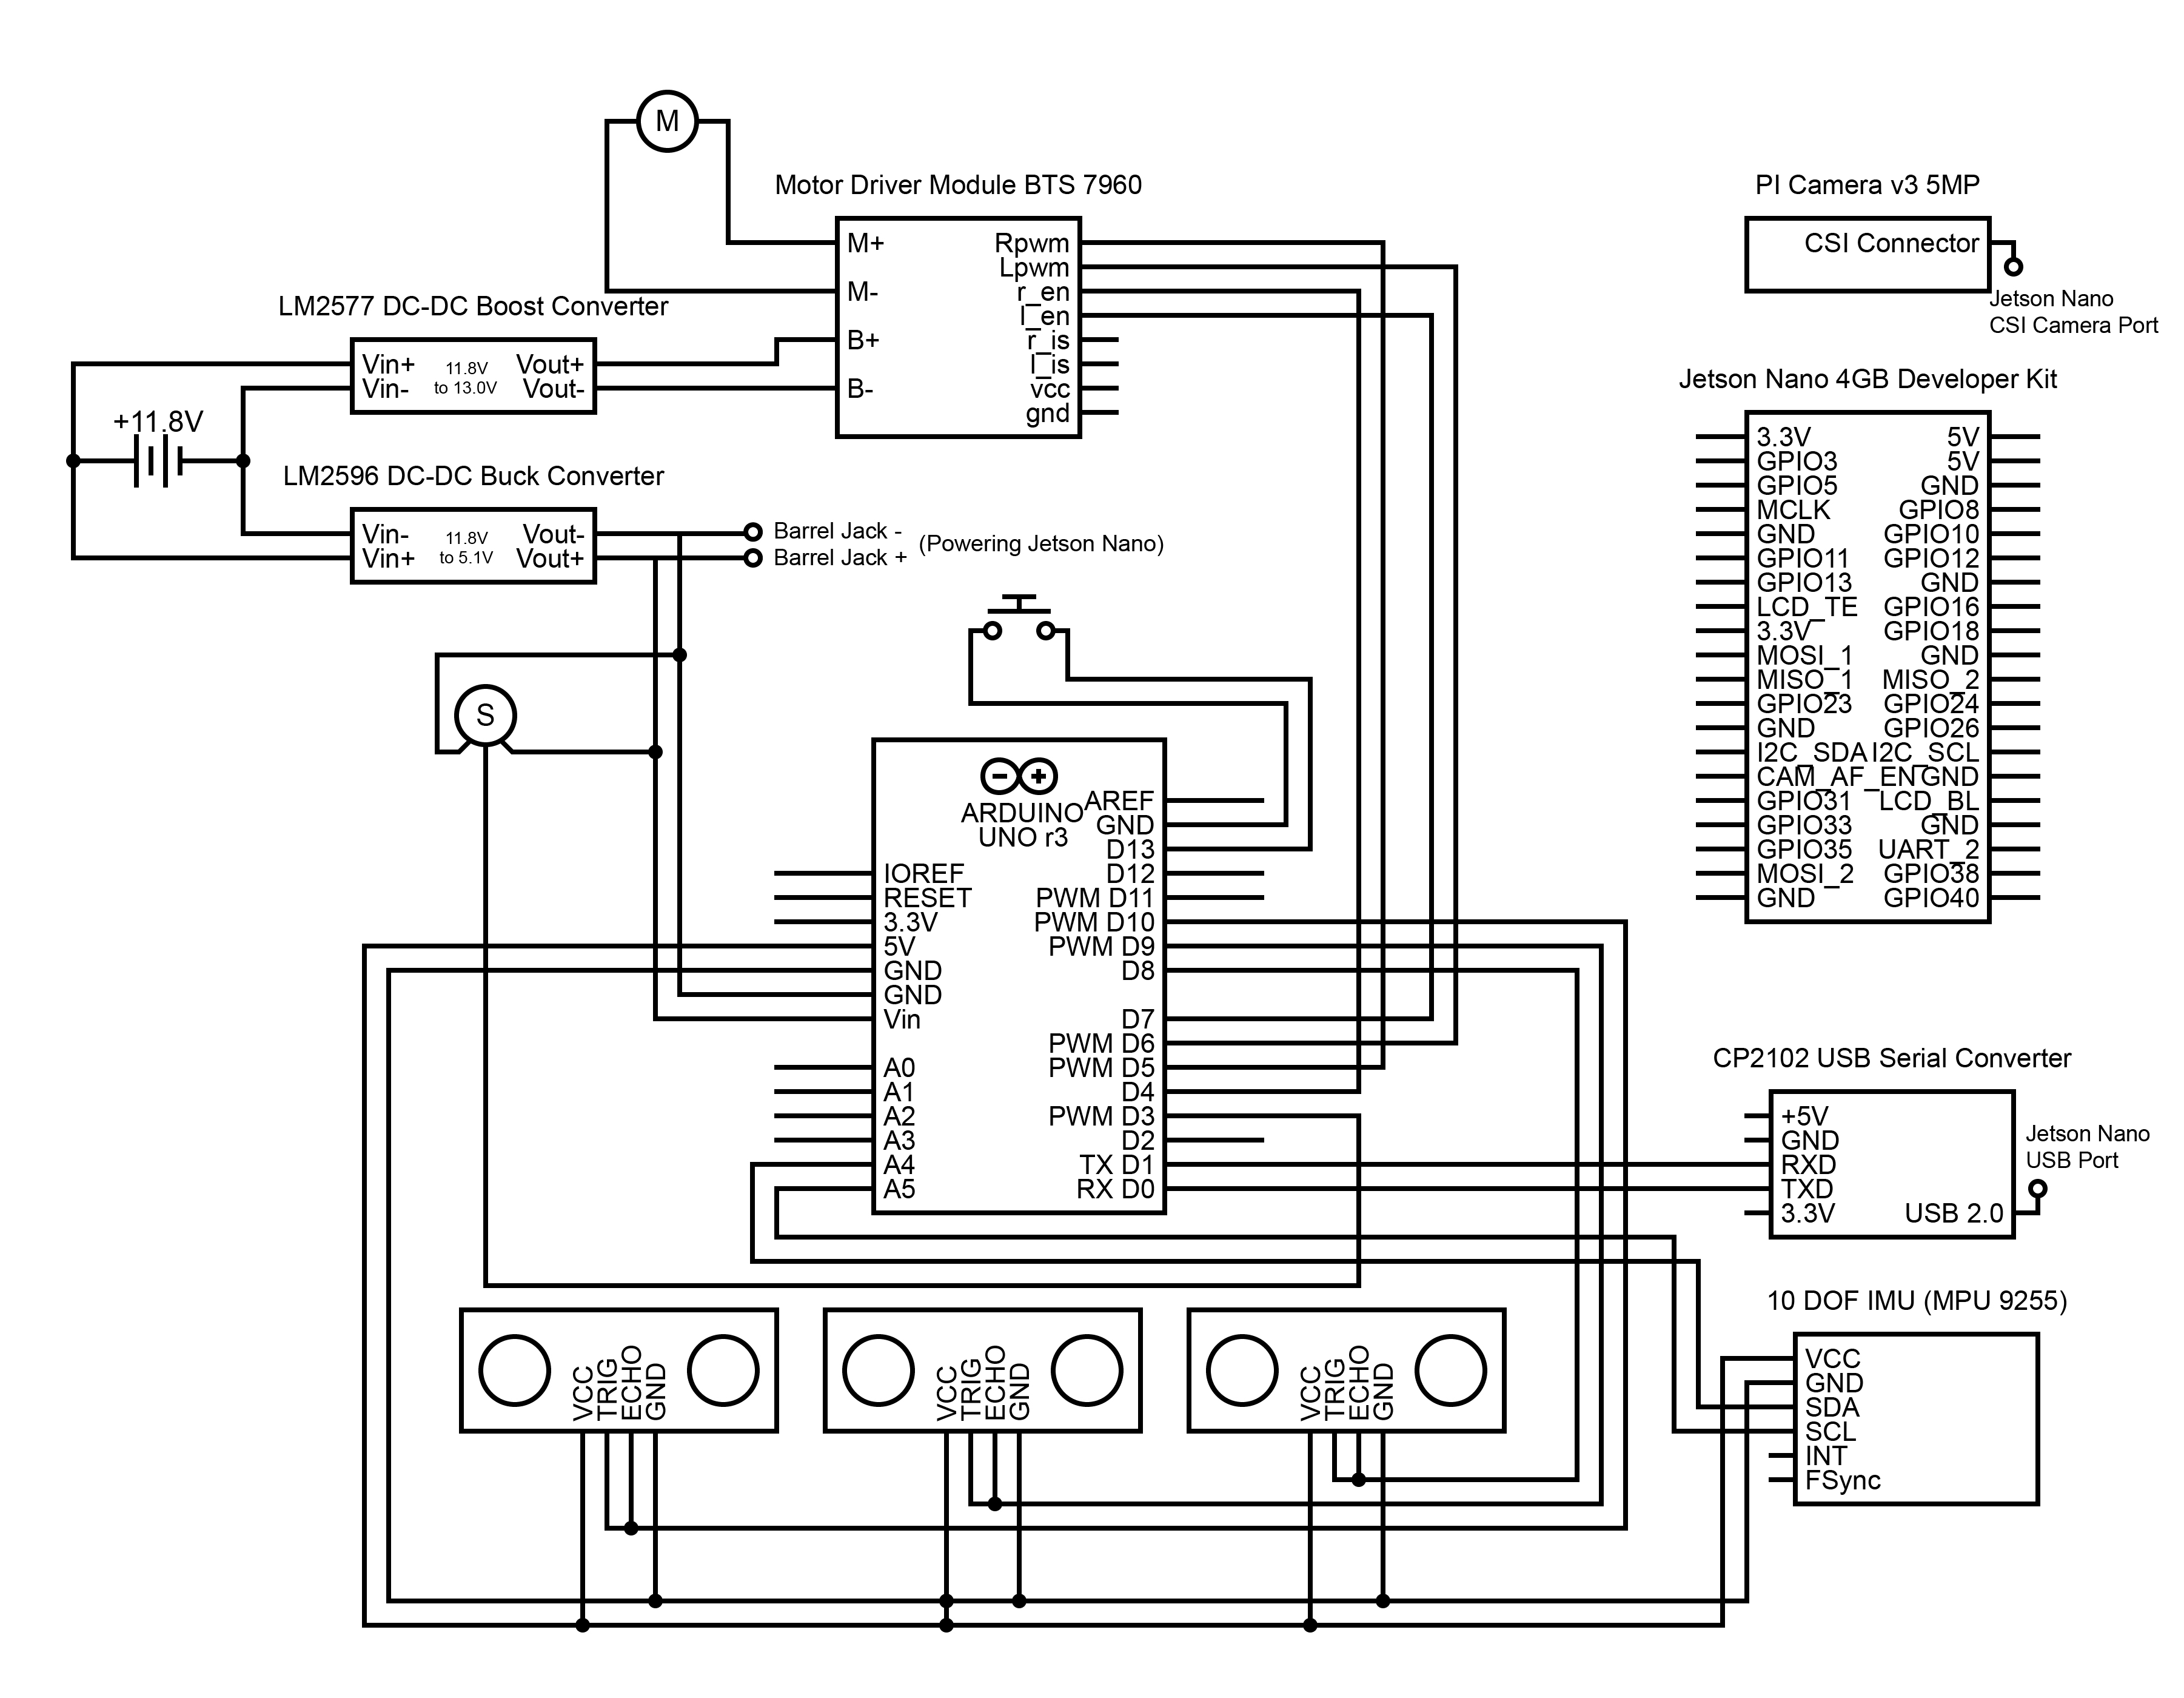 M
Motor Driver Module BTS 7960
M+
M-
B+
B-
Rpwm
Lpwm
r_en
l_en
r_is
l_is
vcc
gnd
LM2577 DC-DC Boost Converter
Vin+
Vin-
11.8V
to 13.0V
Vout+
Vout-
+11.8V
LM2596 DC-DC Buck Converter
Vin-
Vin+
11.8V
to 5.1V
Vout-
Vout+
Barrel Jack -
Barrel Jack +
(Powering Jetson Nano)
S
ARDUINO
UNO r3
IOREF
RESET
3.3V
5V
GND
GND
Vin
A0
A1
A2
A3
A4
A5
AREF
GND
D13
D12
PWM D11
PWM D10
PWM D9
D8
D7
PWM D6
PWM D5
D4
PWM D3
D2
TX D1
RX D0
PI Camera v3 5MP
CSI Connector
Jetson Nano
CSI Camera Port
Jetson Nano 4GB Developer Kit
3.3V
GPIO3
GPIO5
MCLK
GND
GPIO11
GPIO13
LCD_TE
3.3V
MOSI_1
MISO_1
GPIO23
GND
I2C_SDA
CAM_AF_EN
GPIO31
GPIO33
GPIO35
MOSI_2
GND
5V
5V
GND
GPIO8
GPIO10
GPIO12
GND
GPIO16
GPIO18
GND
MISO_2
GPIO24
GPIO26
I2C_SCL
GND
LCD_BL
GND
UART_2
GPIO38
GPIO40
CP2102 USB Serial Converter
+5V
GND
RXD
TXD
3.3V
USB 2.0
Jetson Nano
USB Port
10 DOF IMU (MPU 9255)
VCC
GND
SDA
SCL
INT
FSync
VCC
TRIG
ECHO
GND
VCC
TRIG
ECHO
GND
VCC
TRIG
ECHO
GND